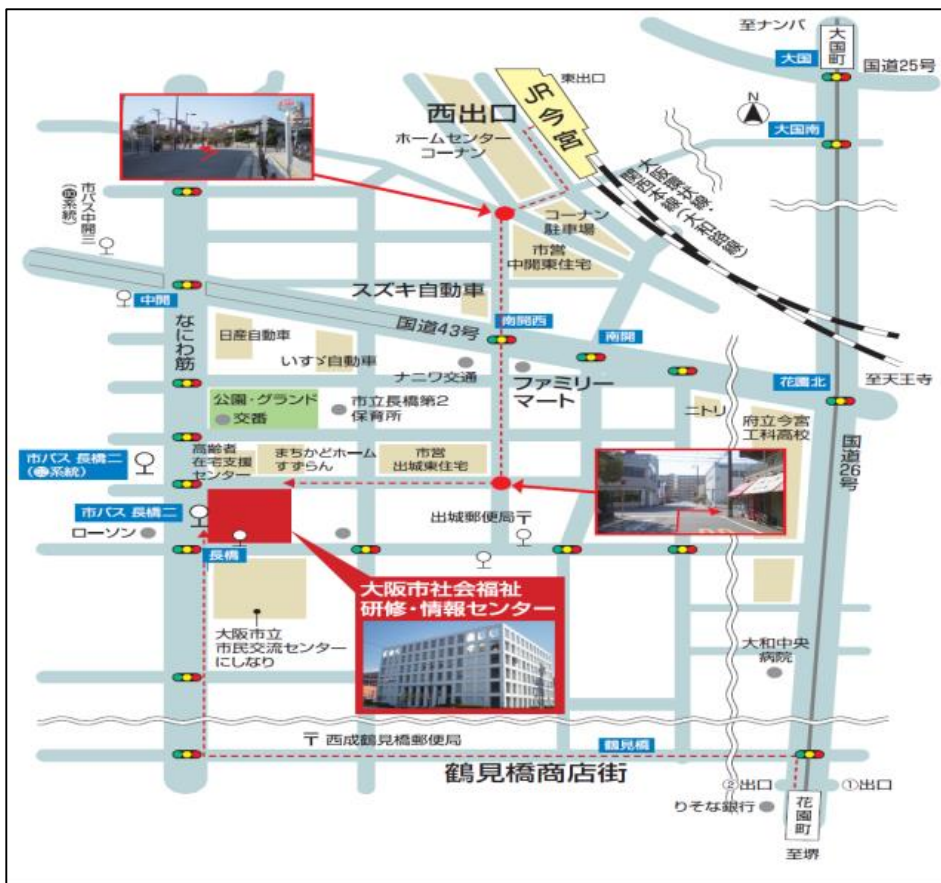 至ナンバ
大国町
大国
国道25号
東出口
JR今宮
西出口
ホームセンター
コーナン
N
大国南
大阪環状線・
関西本線(大和路線)
市バス中開三
コーナン
駐車場
市営
中開東住宅
スズキ自動車
中開
国道43号
南開西
南開
なにわ筋
日産自動車
いすゞ自動車
ナニワ交通
ファミリー
マート
花園北
至天王寺
公園・グランド
交番
市立長橋第2
保育所
ニトリ
府立今宮
工科高校
国道26号
市バス 長橋二
高齢者
在宅支援
センター
まちかどホーム
すずらん
市営
出城東住宅
市バス 長橋二
ローソン
出城郵便局〒
長橋
大阪市社会福祉
研修・情報センター
大阪市立
市民交流センター
にしなり
大和中央
病院
〒西成鶴見橋郵便局
鶴見橋
鶴見橋商店街
②出口
①出口
りそな銀行
花園町
至堺